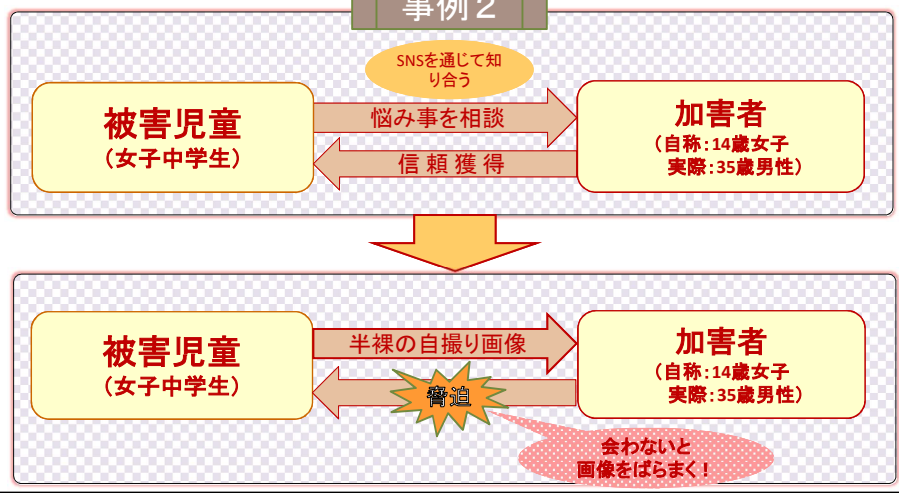 事例２
SNSを通じて知
り合う
被害児童
（女子中学生）
悩み事を相談
信頼獲得
加害者
（自称：14歳女子
実際：35歳男性）
被害児童
（女子中学生）
半裸の自撮り画像
脅迫
加害者
（自称：14歳女子
実際：35歳男性）
会わないと
画像をばらまく！